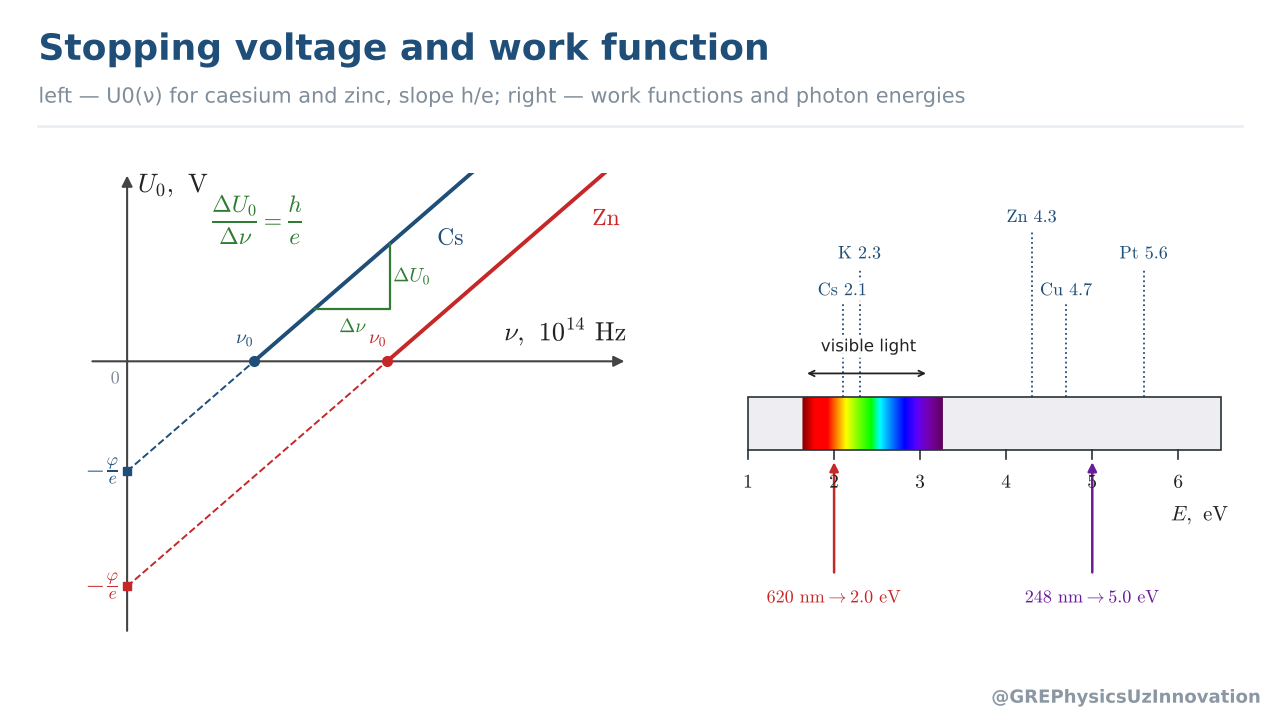 Stopping voltage and work function
left — U0(ν) for caesium and zinc, slope h/e; right — work functions and photon energies
U₀, V
ΔU₀/Δν = h/e
Cs
Zn
ΔU₀
Δν
ν₀
ν₀
ν, 10¹⁴ Hz
0
−φ/e
−φ/e
Zn 4.3
K 2.3
Pt 5.6
Cs 2.1
Cu 4.7
visible light
1 2 3 4 5 6
E, eV
620 nm → 2.0 eV
248 nm → 5.0 eV
@GREPhysicsUzInnovation